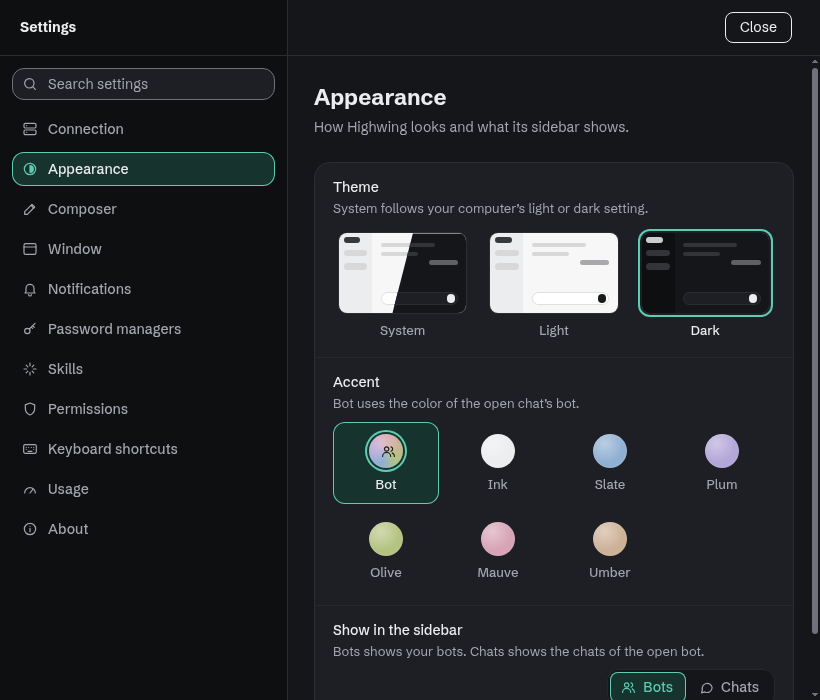 Settings
Close
Search settings
Connection
Appearance
Composer
Window
Notifications
Password managers
Skills
Permissions
Keyboard shortcuts
Usage
About
Appearance
How Highwing looks and what its sidebar shows.
Theme
System follows your computer's light or dark setting.
System
Light
Dark
Accent
Bot uses the color of the open chat's bot.
Bot
Ink
Slate
Plum
Olive
Mauve
Umber
Show in the sidebar
Bots shows your bots. Chats shows the chats of the open bot.
Bots
Chats